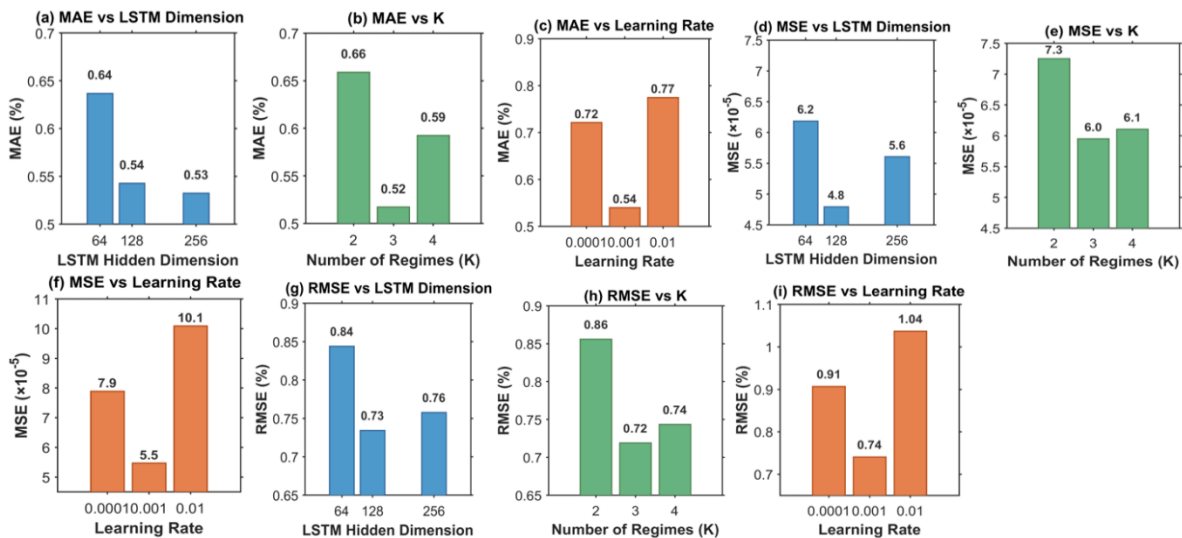 (a) MAE vs LSTM Dimension
0.7
0.65
0.6
0.55
0.5
MAE (%)
0.64
0.54
0.53
64 128 256
LSTM Hidden Dimension
(b) MAE vs K
0.7
0.65
0.6
0.55
0.5
MAE (%)
0.66
0.52
0.59
2 3 4
Number of Regimes (K)
(c) MAE vs Learning Rate
0.9
0.8
0.7
0.6
0.5
MAE (%)
0.72
0.54
0.77
0.0001 0.001 0.01
Learning Rate
(d) MSE vs LSTM Dimension
7.5
7
6.5
6
5.5
5
4.5
MSE (×10-5)
6.2
4.8
5.6
64 128 256
LSTM Hidden Dimension
(e) MSE vs K
7.5
7
6.5
6
5.5
5
4.5
MSE (×10-5)
7.3
6.0
6.1
2 3 4
Number of Regimes (K)
(f) MSE vs Learning Rate
11
10
9
8
7
6
5
MSE (×10-5)
7.9
5.5
10.1
0.0001 0.001 0.01
Learning Rate
(g) RMSE vs LSTM Dimension
0.9
0.85
0.8
0.75
0.7
0.65
RMSE (%)
0.84
0.73
0.76
64 128 256
LSTM Hidden Dimension
(h) RMSE vs K
0.9
0.85
0.8
0.75
0.7
0.65
RMSE (%)
0.86
0.72
0.74
2 3 4
Number of Regimes (K)
(i) RMSE vs Learning Rate
1.1
1
0.9
0.8
0.7
RMSE (%)
0.91
0.74
1.04
0.0001 0.001 0.01
Learning Rate